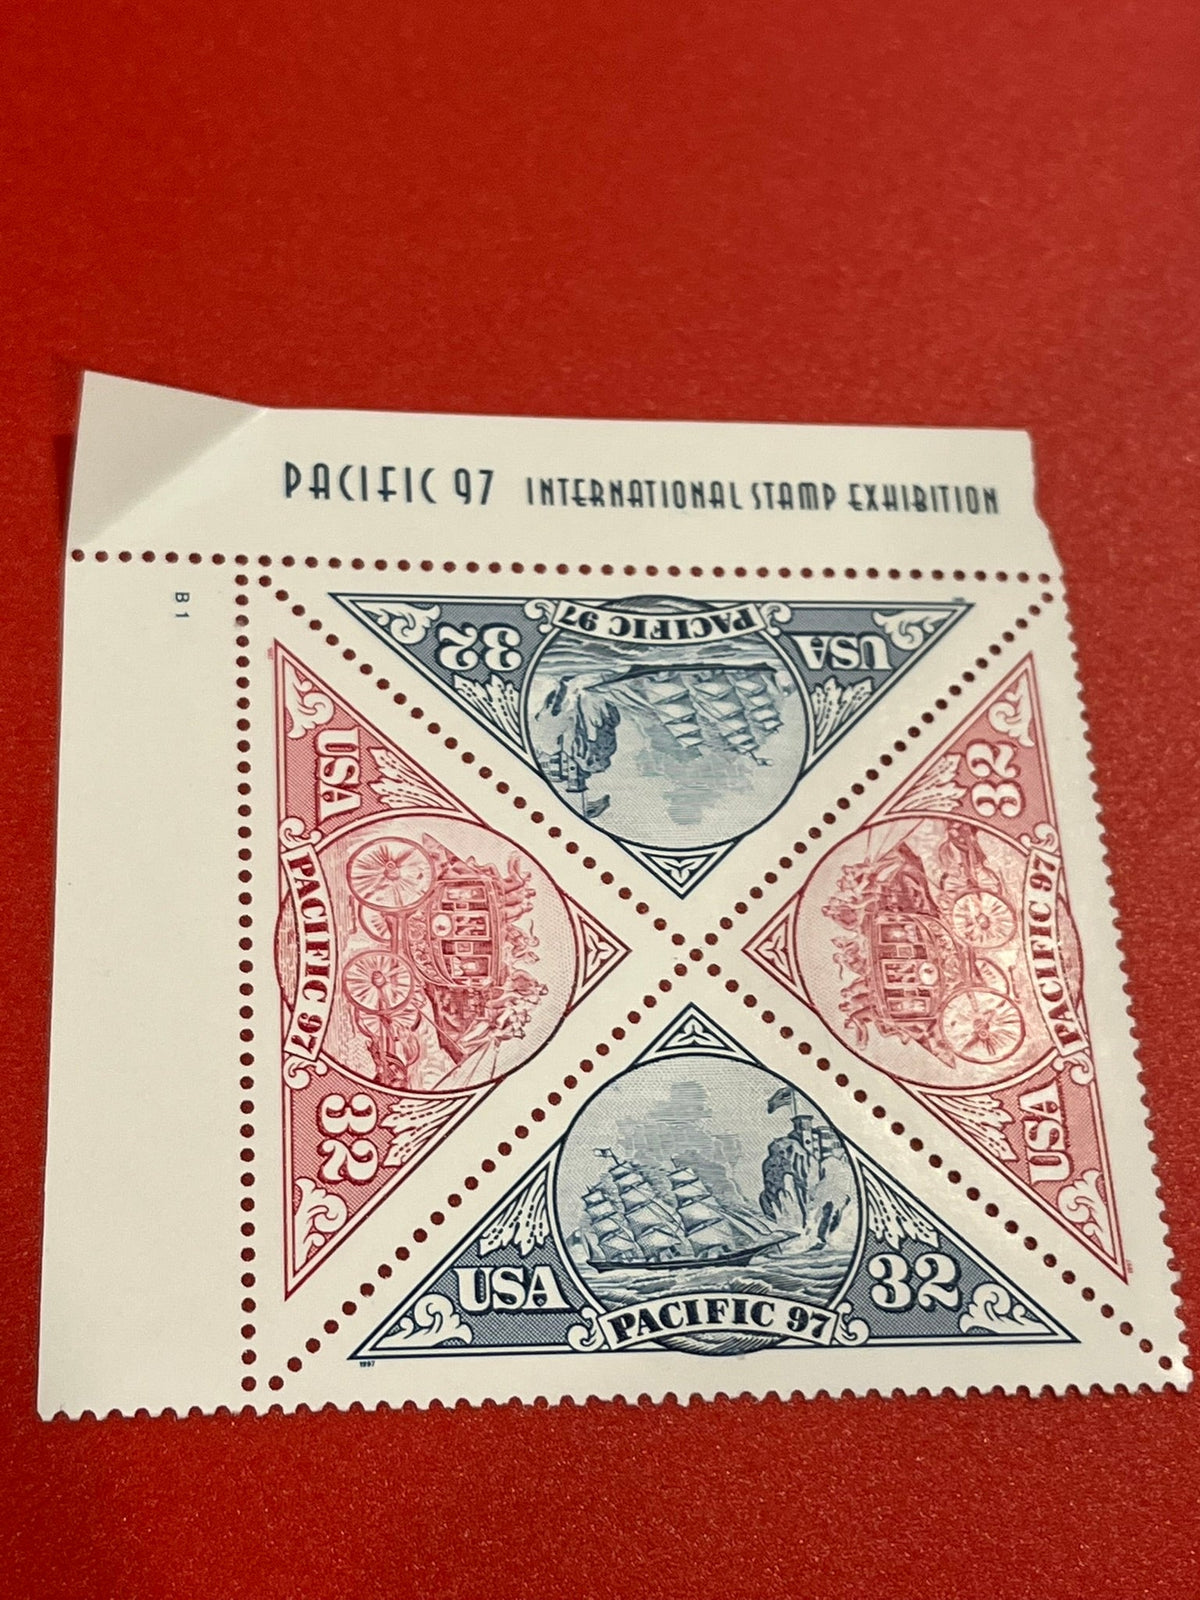 PACIFIC 97 INTERNATIONAL STAMP EXHIBITION
B1
32 PACIFIC 97 USA
USA PACIFIC 97 32
32 PACIFIC 97 USA
USA PACIFIC 97 32
1997